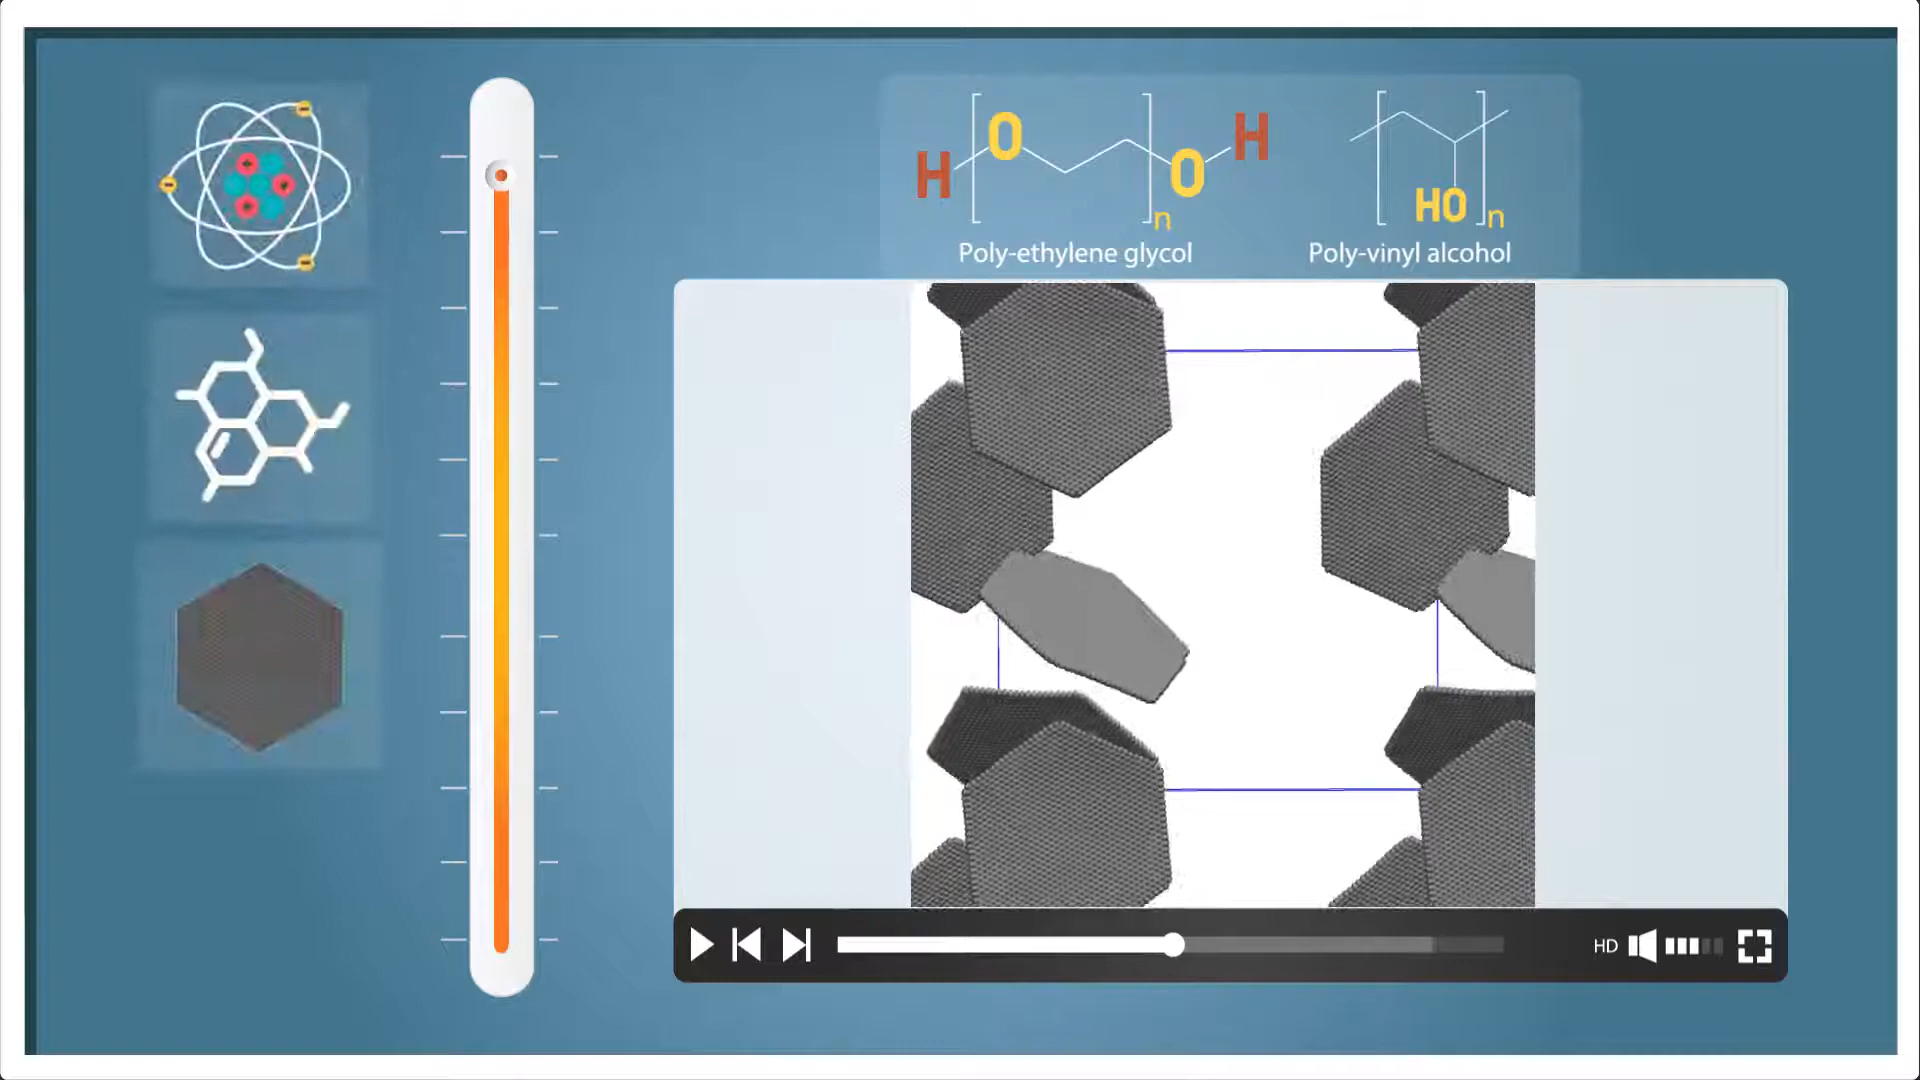 H O O H n
HO n
Poly-ethylene glycol
Poly-vinyl alcohol
HD